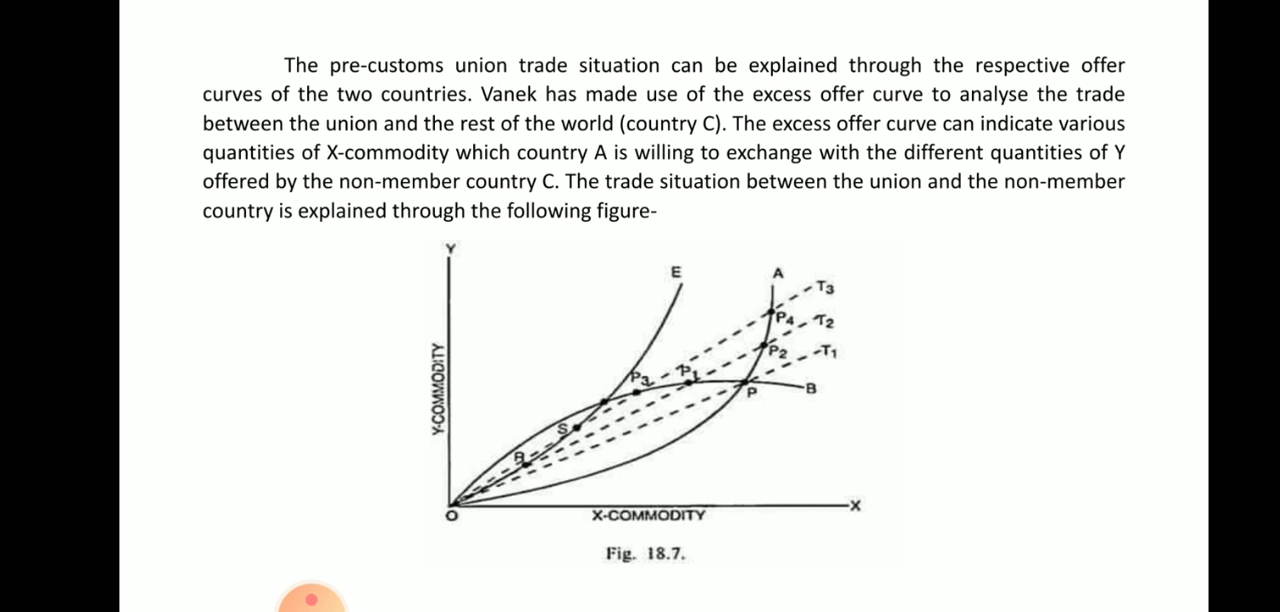 The pre-customs union trade situation can be explained through the respective offer
curves of the two countries. Vanek has made use of the excess offer curve to analyse the trade
between the union and the rest of the world (country C). The excess offer curve can indicate various
quantities of X-commodity which country A is willing to exchange with the different quantities of Y
offered by the non-member country C. The trade situation between the union and the non-member
country is explained through the following figure-
Y
E
A
T3
P4
T2
P2
T1
P3
P1
P
B
Y-COMMODITY
S
R
O
X-COMMODITY
X
Fig. 18.7.